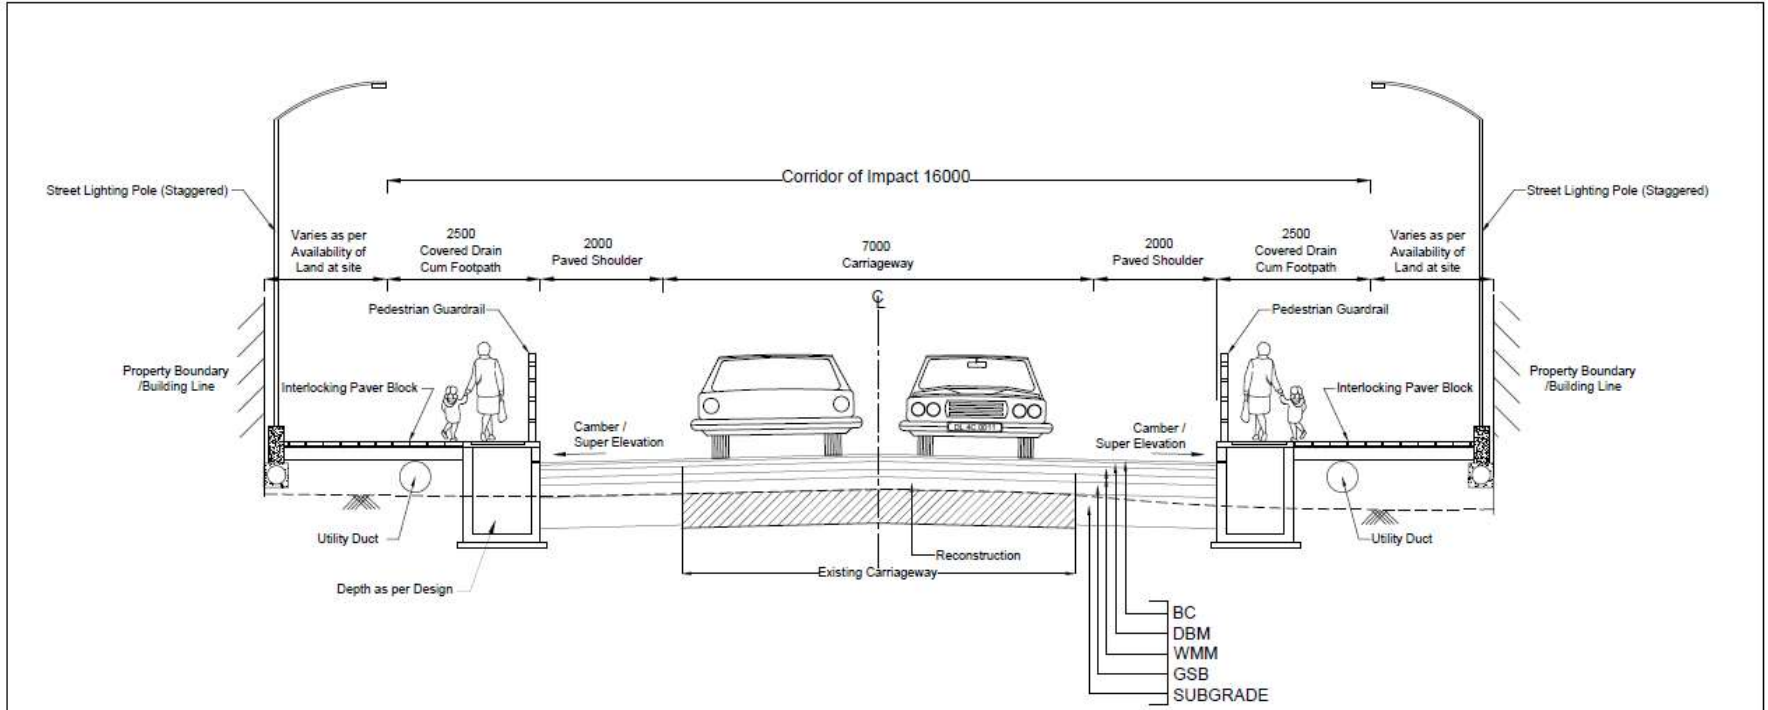 Corridor of Impact 16000
Street Lighting Pole (Staggered)
Street Lighting Pole (Staggered)
Varies as per
Availability of
Land at site
2500
Covered Drain
Cum Footpath
2000
Paved Shoulder
7000
Carriageway
2000
Paved Shoulder
2500
Covered Drain
Cum Footpath
Varies as per
Availability of
Land at site
CL
Pedestrian Guardrail
Pedestrian Guardrail
Property Boundary
/Building Line
Interlocking Paver Block
Interlocking Paver Block
Property Boundary
/Building Line
Camber /
Super Elevation
DL 4C 0011
Camber /
Super Elevation
Utility Duct
Utility Duct
Reconstruction
Existing Carriageway
Depth as per Design
BC
DBM
WMM
GSB
SUBGRADE